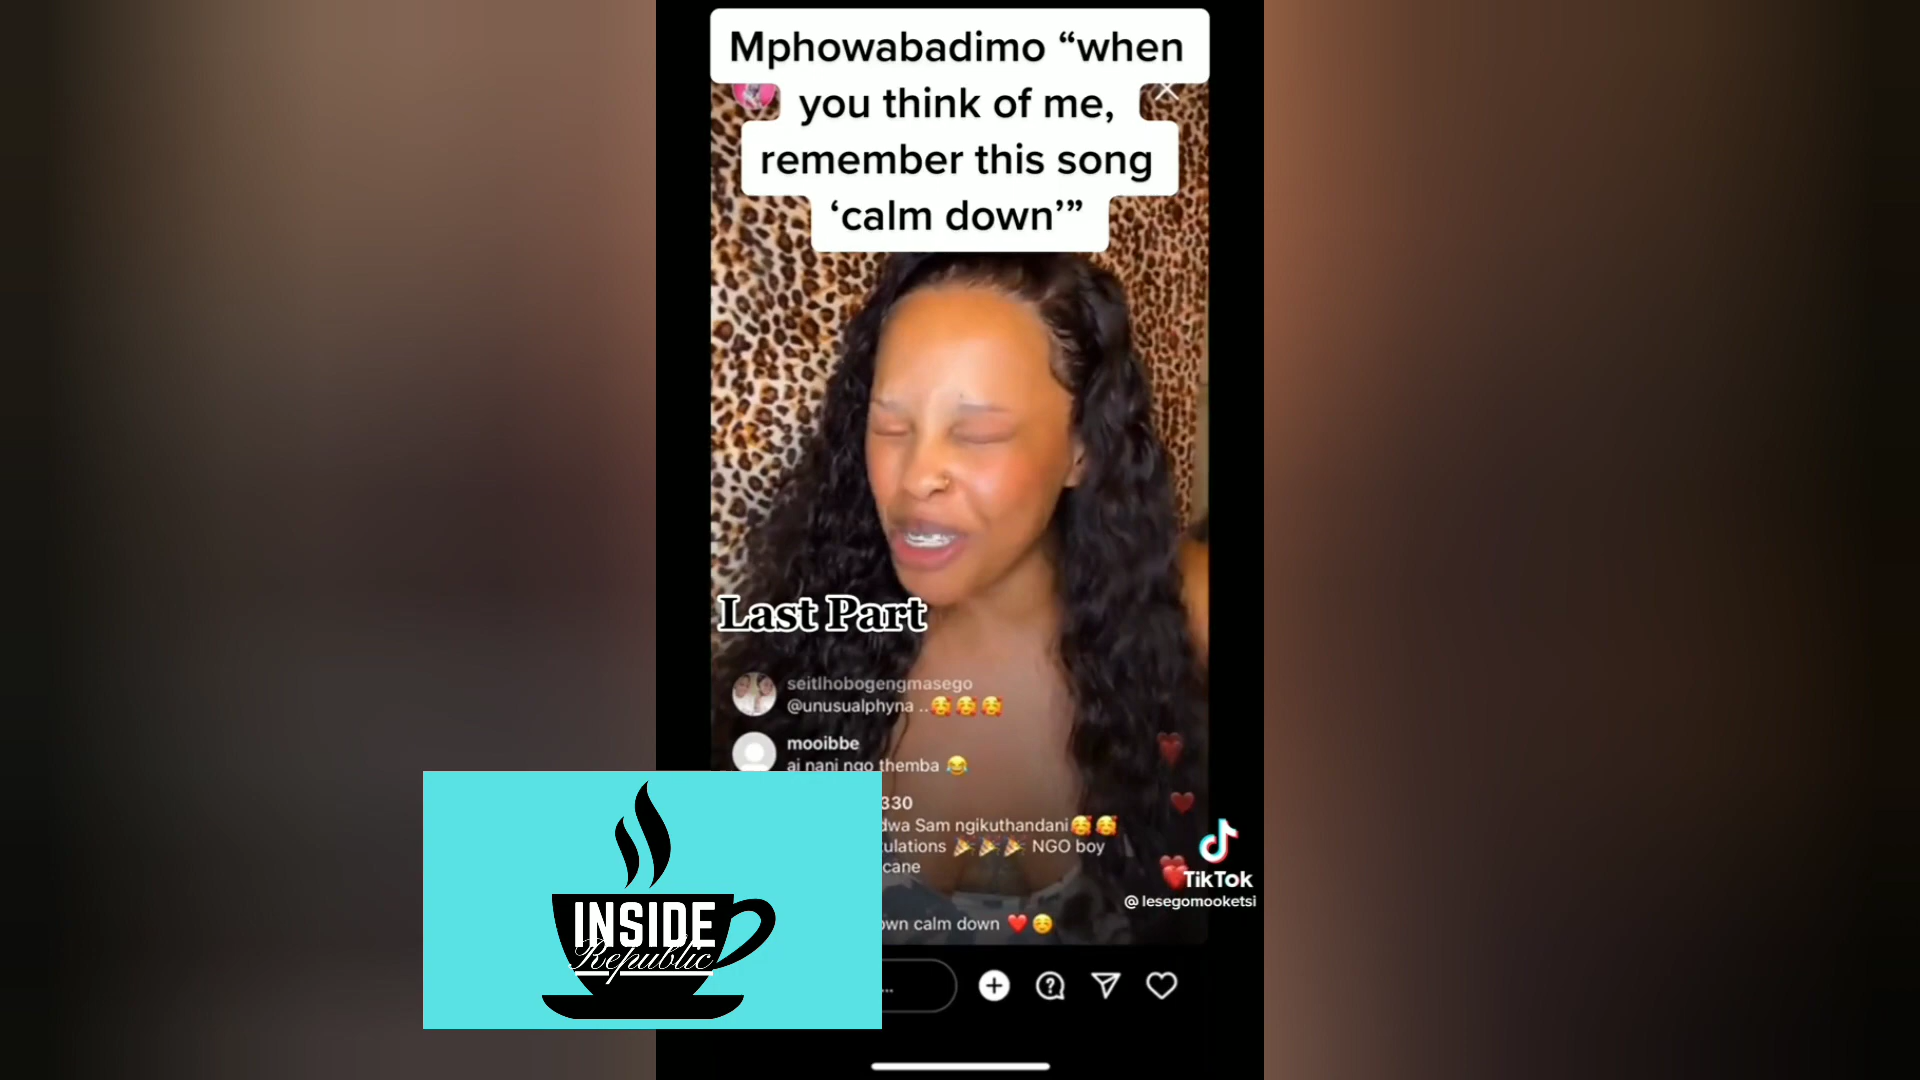 Mphowabadimo “when
you think of me,
remember this song
‘calm down’”
Last Part
seitlhobogengmasego
@unusualphyna ..🥰🥰🥰
mooibbe
ai nani ngo themba 😂
330
dwa Sam ngikuthandani🥰🥰
ulations 🎉🎉🎉 NGO boy
cane
own calm down ❤️☺️
...
TikTok
@lesegomooketsi
INSIDE
Republic